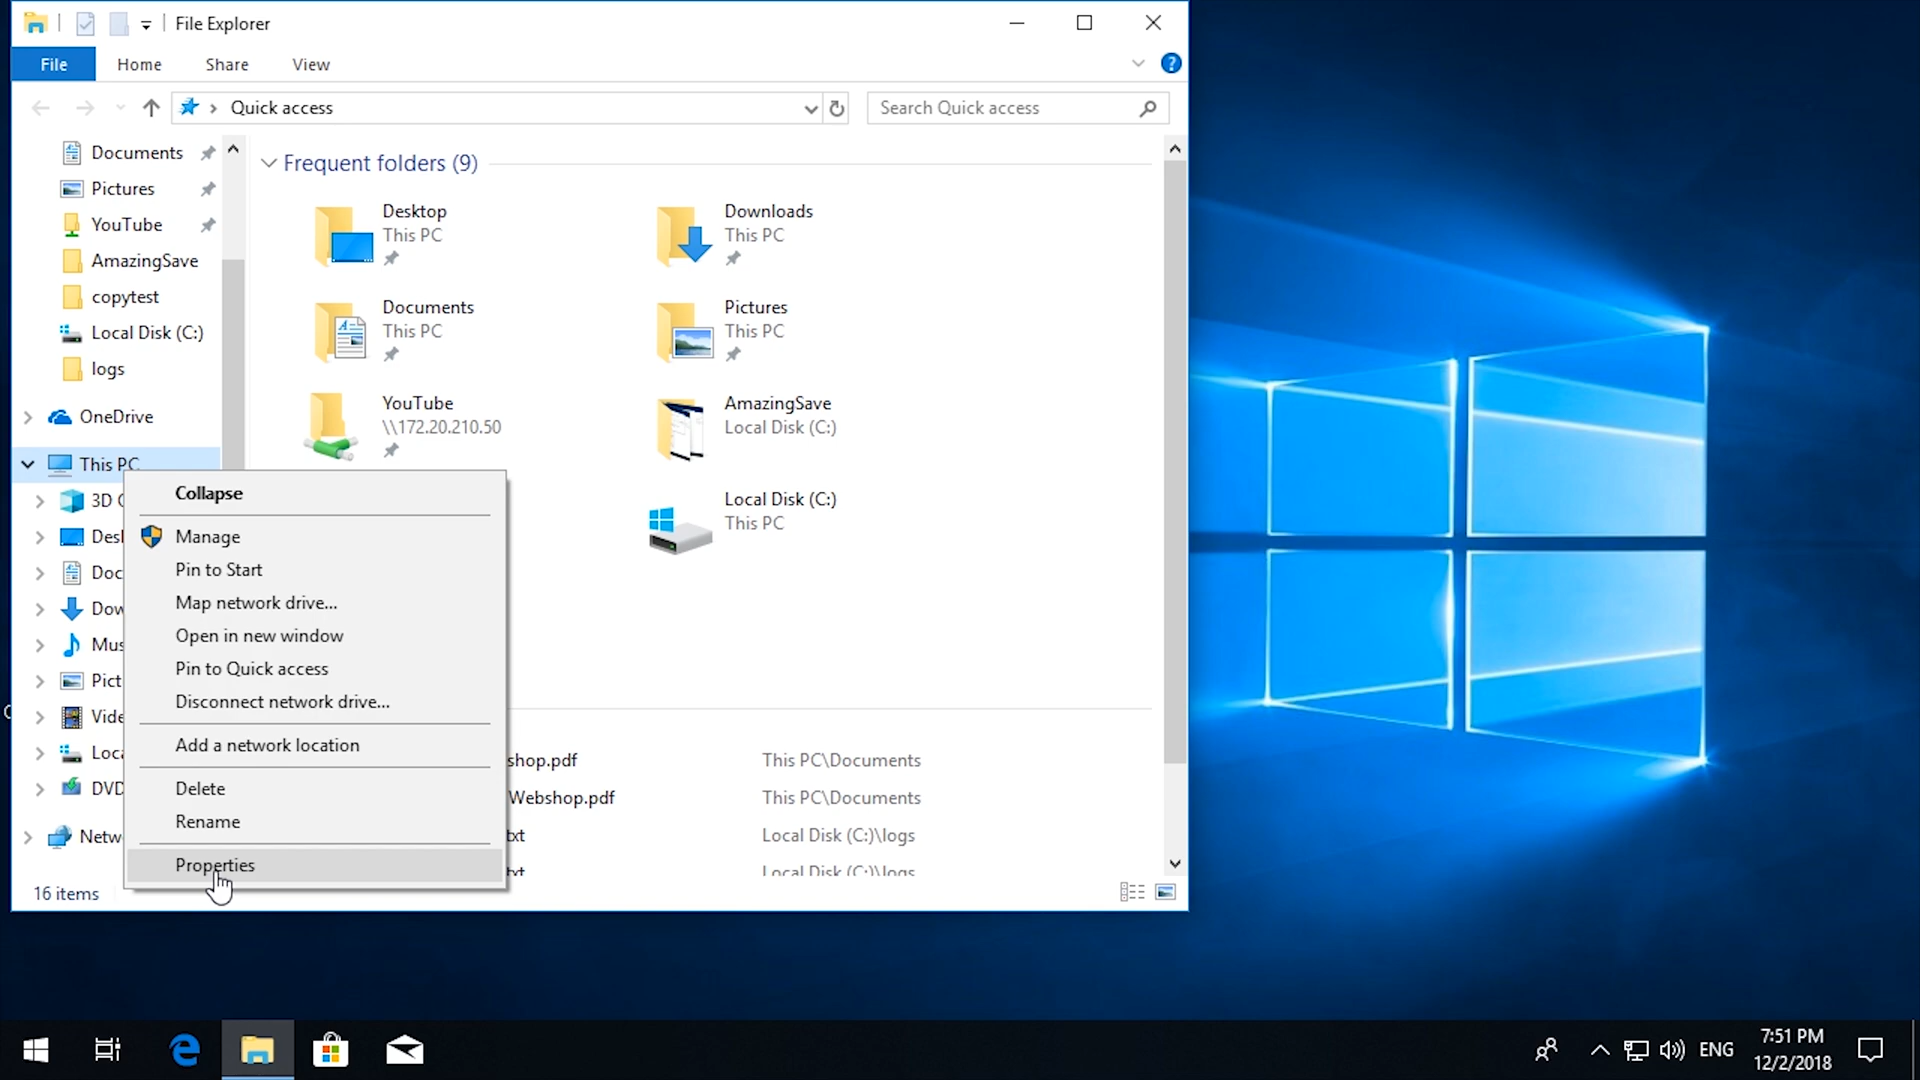 File Explorer
File Home Share View
Quick access
Search Quick access
Documents
Pictures
YouTube
AmazingSave
copytest
Local Disk (C:)
logs
OneDrive
This PC
3D
Desk
Doc
Dow
Mus
Pict
Vide
Loca
DVD
Netw
16 items
Frequent folders (9)
Desktop
This PC
Downloads
This PC
Documents
This PC
Pictures
This PC
YouTube
\\172.20.210.50
AmazingSave
Local Disk (C:)
Local Disk (C:)
This PC
Collapse
Manage
Pin to Start
Map network drive...
Open in new window
Pin to Quick access
Disconnect network drive...
Add a network location
Delete
Rename
Properties
shop.pdf This PC\Documents
Webshop.pdf This PC\Documents
txt Local Disk (C:)\logs
txt Local Disk (C:)\logs
ENG
7:51 PM
12/2/2018